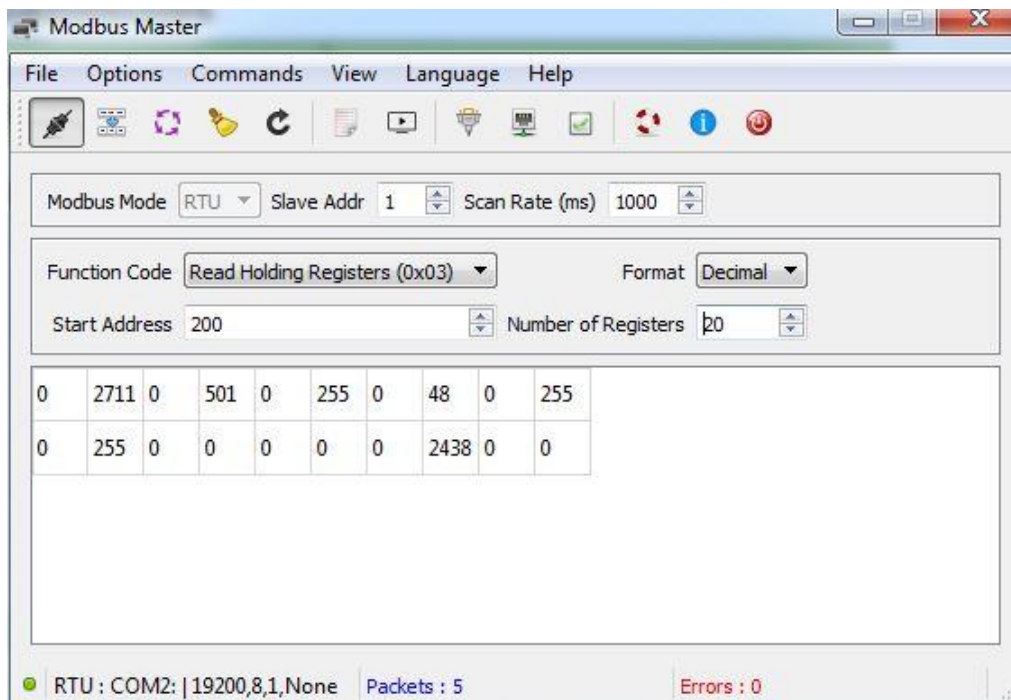 Modbus Master
File Options Commands View Language Help
Modbus Mode RTU Slave Addr 1 Scan Rate (ms) 1000
Function Code Read Holding Registers (0x03) Format Decimal
Start Address 200 Number of Registers 20
0 2711 0 501 0 255 0 48 0 255
0 255 0 0 0 0 0 2438 0 0
RTU : COM2: | 19200,8,1,None Packets : 5 Errors : 0